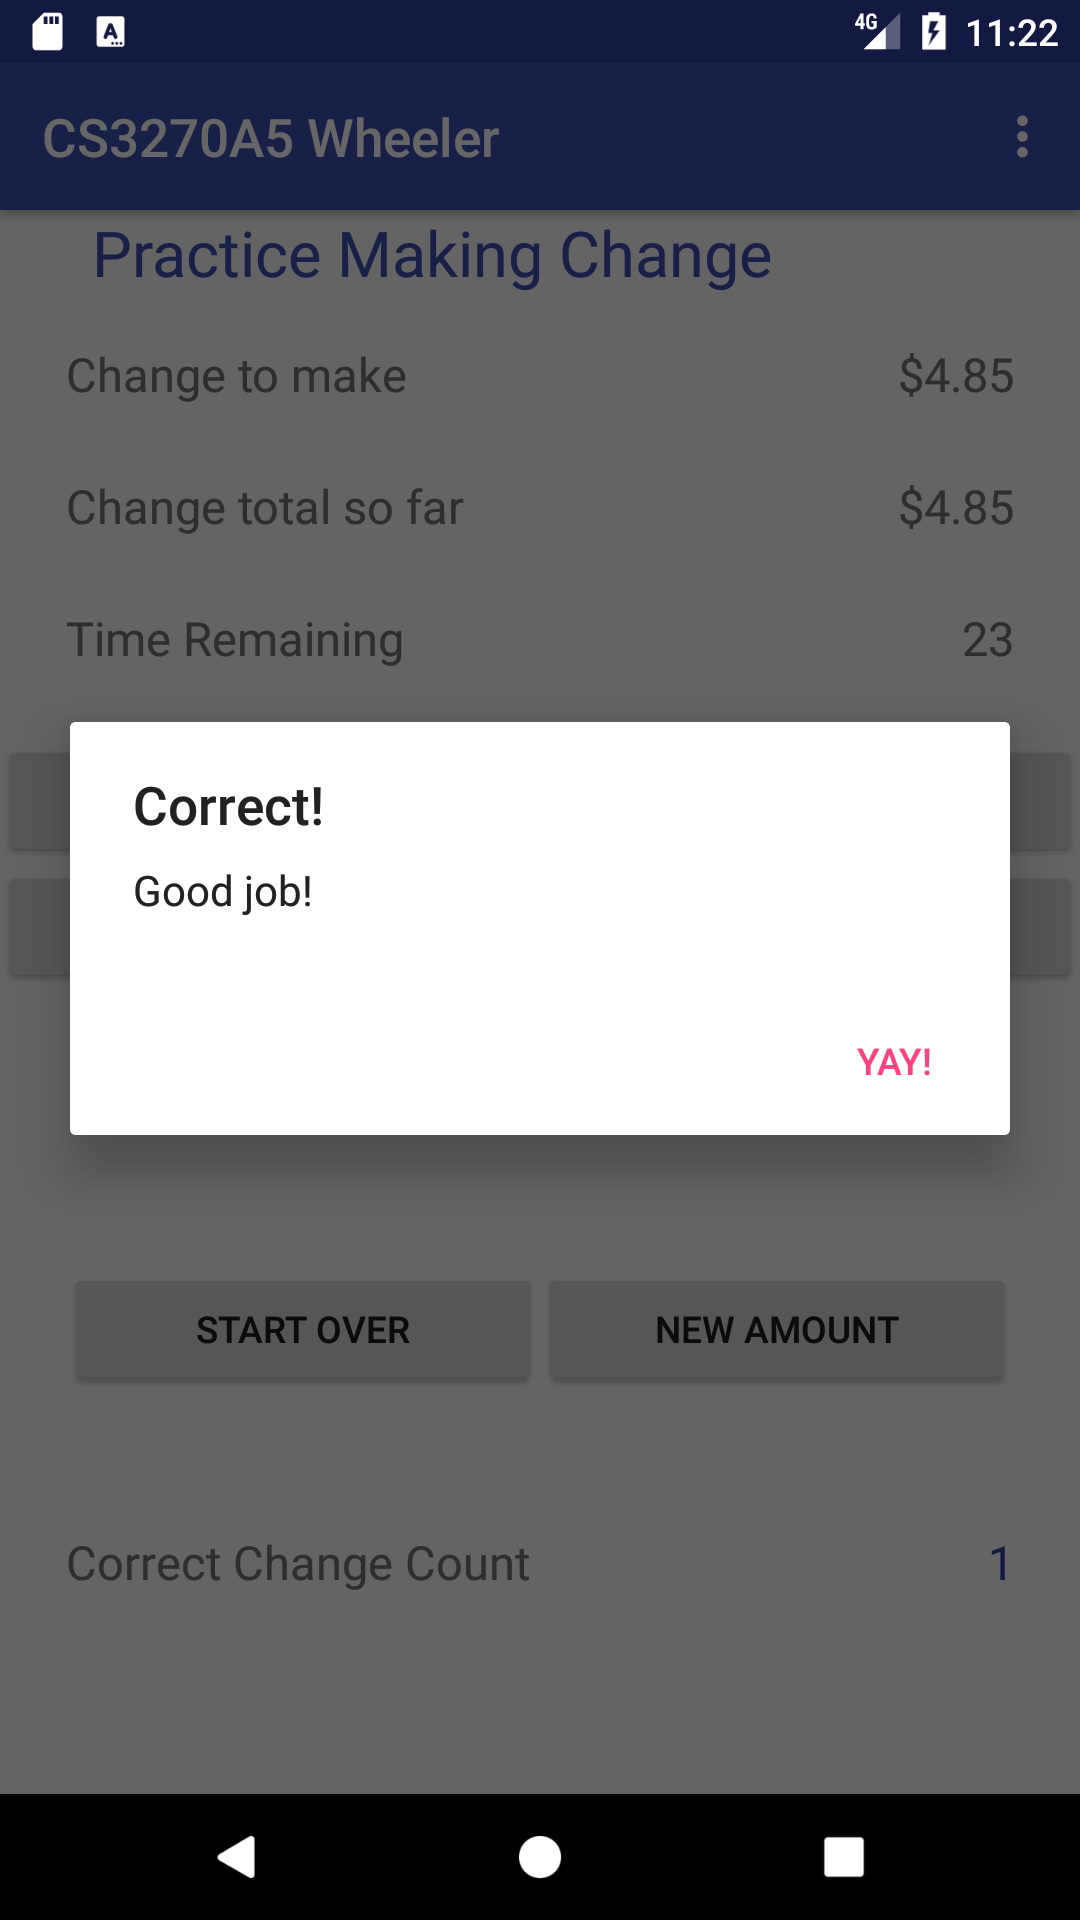 4G 11:22
CS3270A5 Wheeler
Practice Making Change
Change to make $4.85
Change total so far $4.85
Time Remaining 23
Correct!
Good job!
YAY!
START OVER NEW AMOUNT
Correct Change Count 1